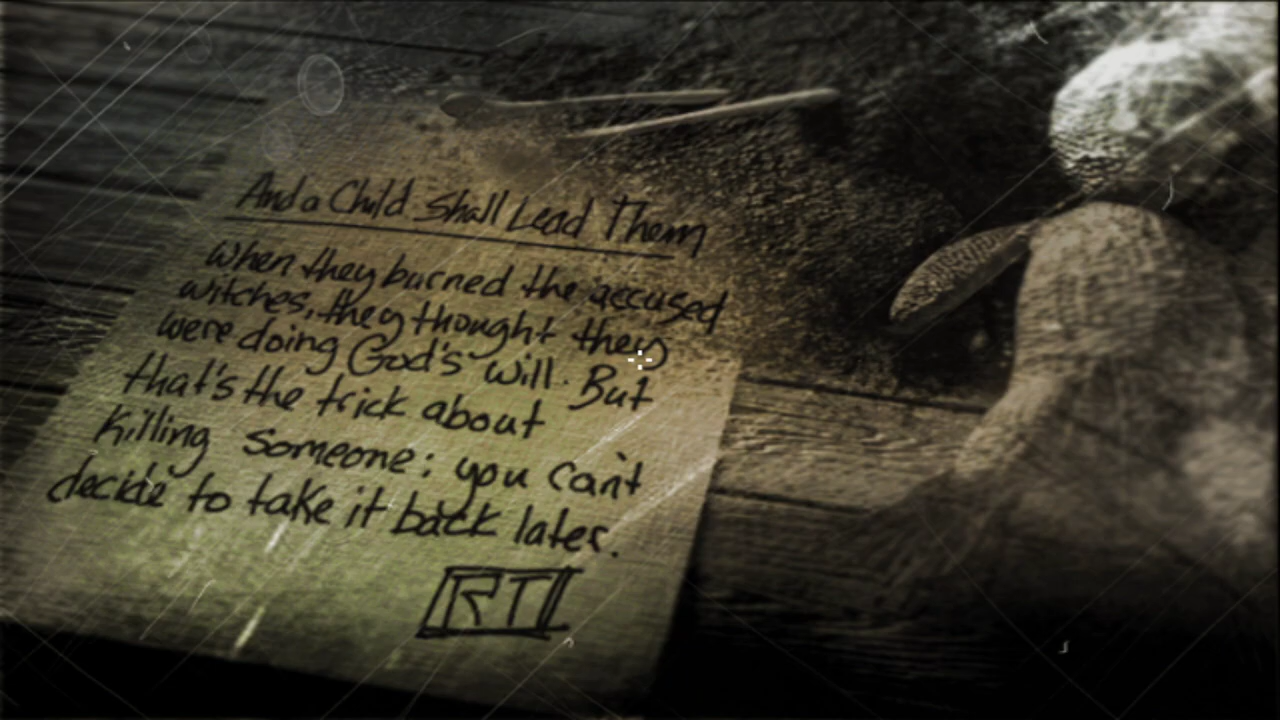 And a Child Shall Lead Them
When they burned the accused
witches, they thought they
were doing God's will. But
that's the trick about
killing someone: you can't
decide to take it back later.
RTL